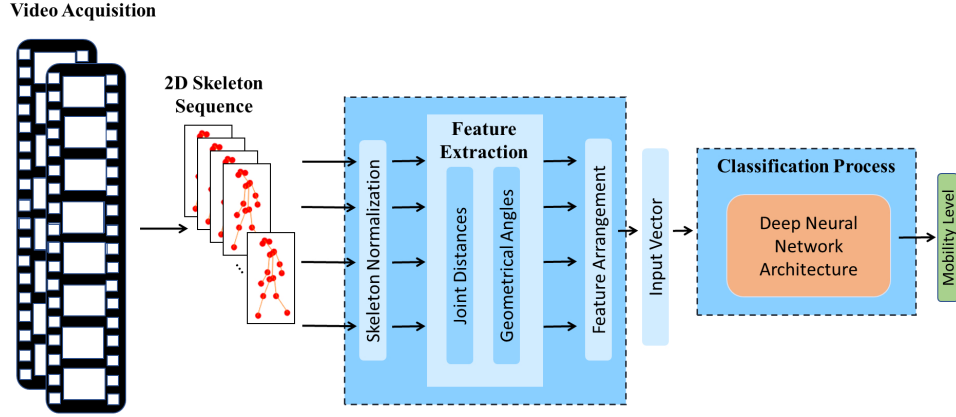 Video Acquisition
2D Skeleton
Sequence
Skeleton Normalization
Feature
Extraction
Joint Distances
Geometrical Angles
Feature Arrangement
Input Vector
Classification Process
Deep Neural
Network
Architecture
Mobility Level